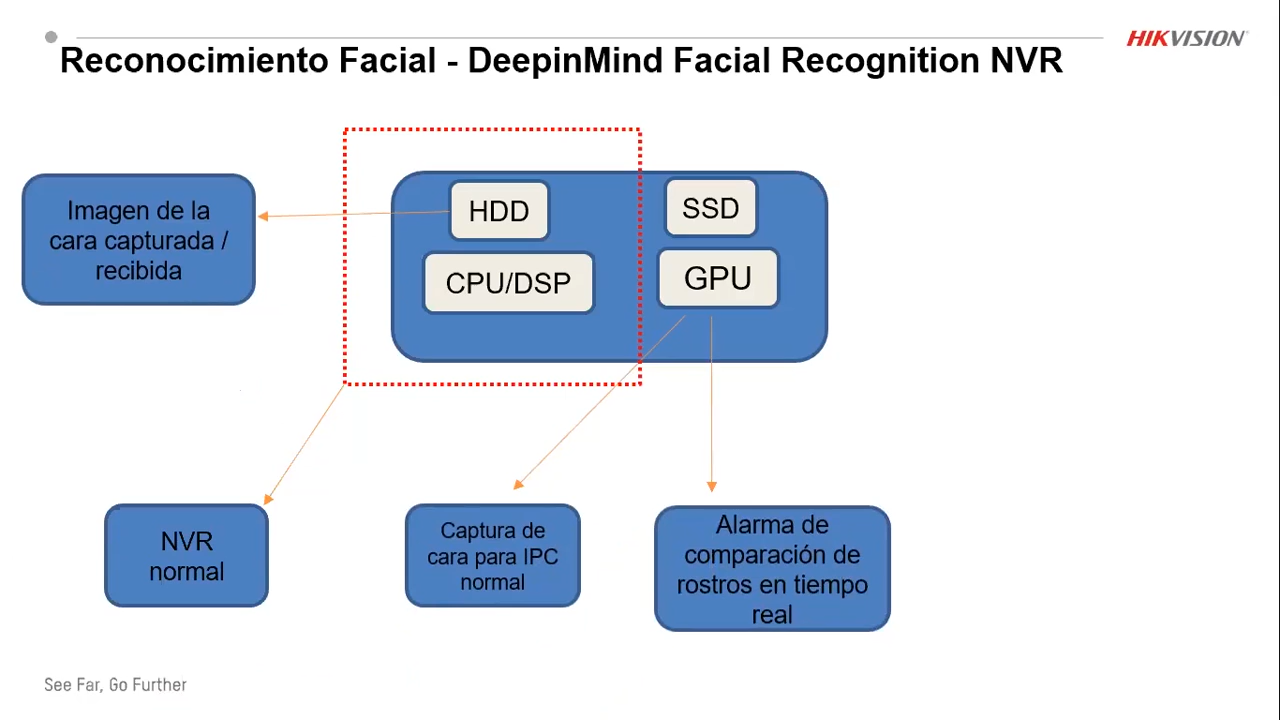 HIKVISION
Reconocimiento Facial - DeepinMind Facial Recognition NVR
Imagen de la
cara capturada /
recibida
HDD
SSD
CPU/DSP
GPU
NVR
normal
Captura de
cara para IPC
normal
Alarma de
comparación de
rostros en tiempo
real
See Far, Go Further